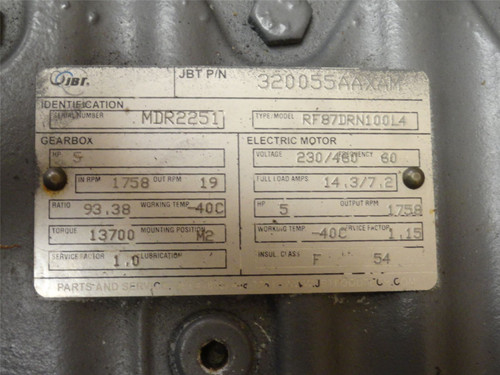 JBT.
JBT P/N 320055AAXAM
IDENTIFICATION
SERIAL NUMBER MDR2251 TYPE/MODEL RF87DRN100L4
GEARBOX ELECTRIC MOTOR
HP 5 VOLTAGE 230/460 FREQUENCY 60
IN RPM 1758 OUT RPM 19 FULL LOAD AMPS 14.3/7.2
RATIO 93.38 WORKING TEMP -40C HP 5 OUTPUT RPM 1758
TORQUE 13700 MOUNTING POSITION M2 WORKING TEMP -40C SERVICE FACTOR 1.15
SERVICE FACTOR 1.0 LUBRICATION INSUL. CLASS F 54
PARTS AND